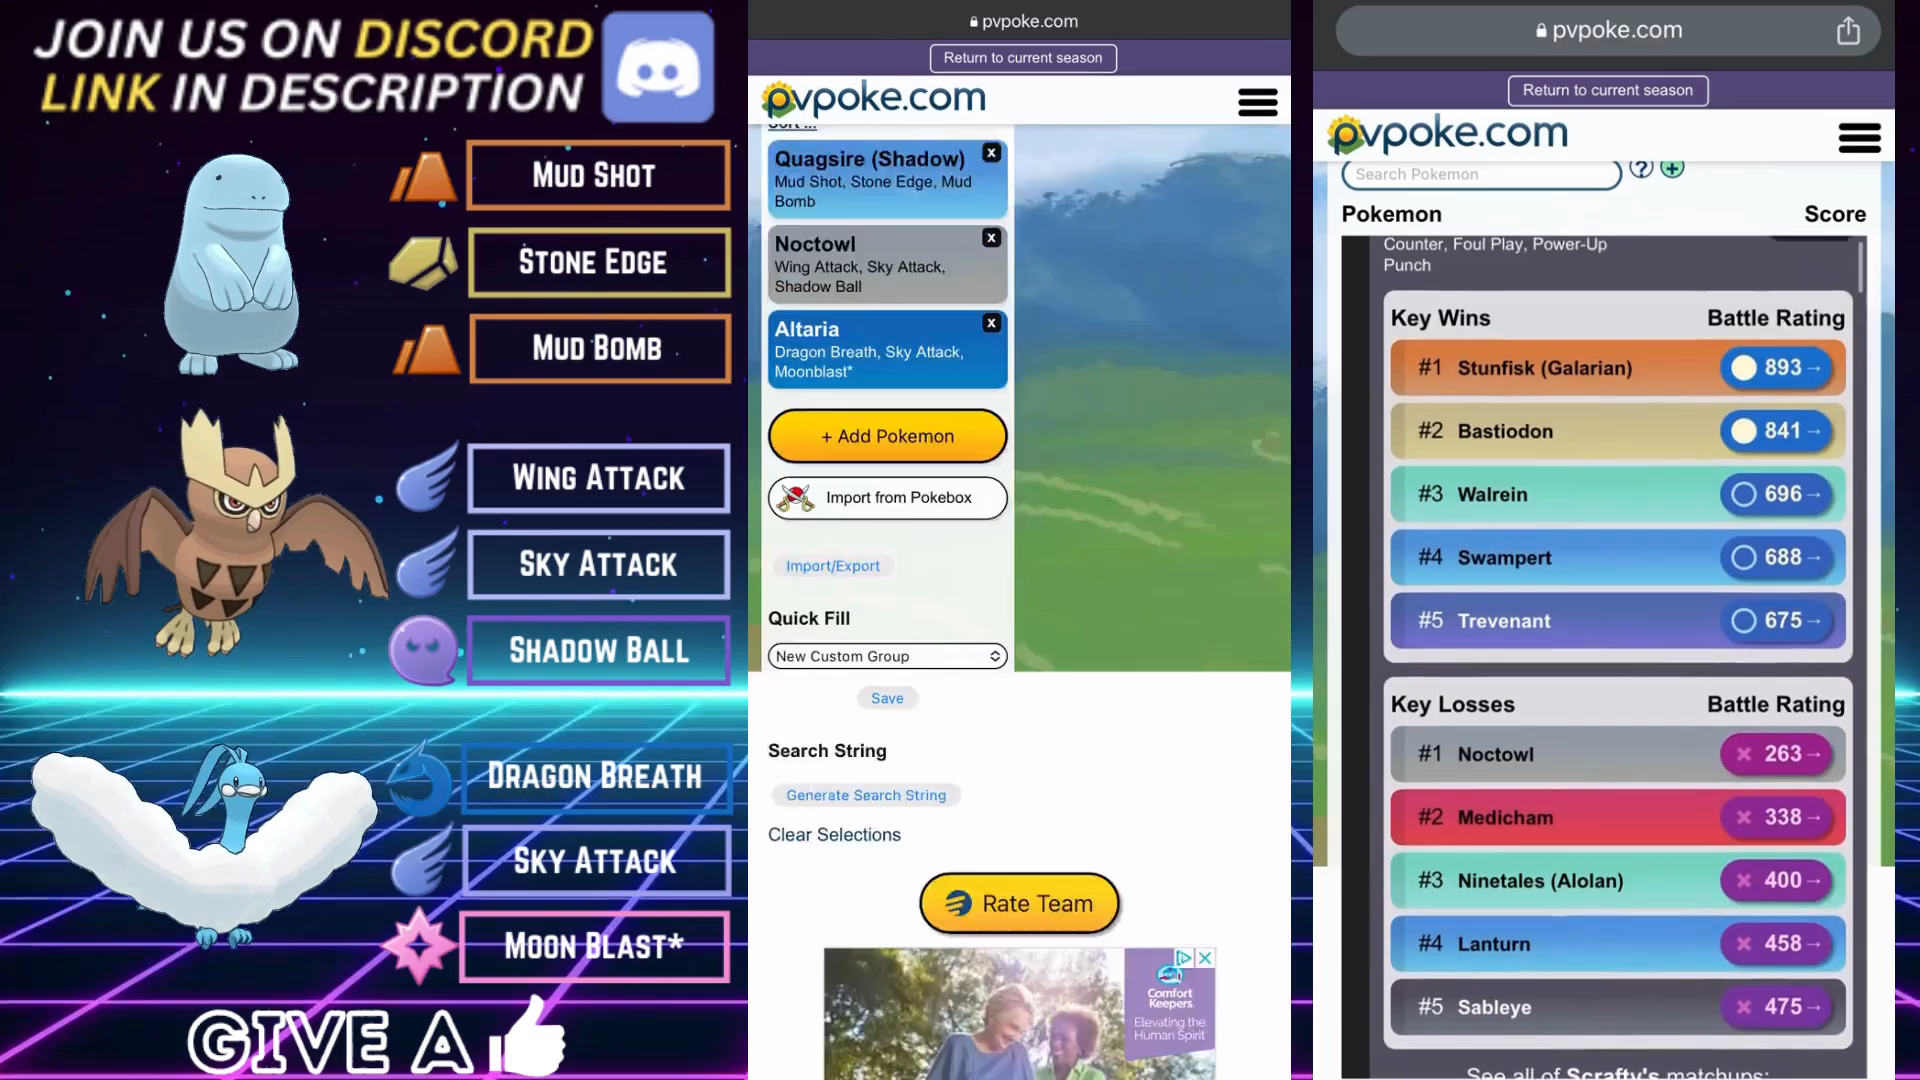 JOIN US ON DISCORD
LINK IN DESCRIPTION
MUD SHOT
STONE EDGE
MUD BOMB
WING ATTACK
SKY ATTACK
SHADOW BALL
DRAGON BREATH
SKY ATTACK
MOON BLAST*
GIVE A
pvpoke.com
Return to current season
pvpoke.com
Sort ...
Quagsire (Shadow)
x
Mud Shot, Stone Edge, Mud
Bomb
Noctowl
x
Wing Attack, Sky Attack,
Shadow Ball
Altaria
x
Dragon Breath, Sky Attack,
Moonblast*
+ Add Pokemon
Import from Pokebox
Import/Export
Quick Fill
New Custom Group
Save
Search String
Generate Search String
Clear Selections
Rate Team
Comfort
Keepers
Elevating the
Human Spirit
pvpoke.com
Return to current season
pvpoke.com
Search Pokemon
?
+
Pokemon Score
Counter, Foul Play, Power-Up
Punch
Key Wins Battle Rating
#1 Stunfisk (Galarian) 893→
#2 Bastiodon 841→
#3 Walrein 696→
#4 Swampert 688→
#5 Trevenant 675→
Key Losses Battle Rating
#1 Noctowl × 263→
#2 Medicham × 338→
#3 Ninetales (Alolan) × 400→
#4 Lanturn × 458→
#5 Sableye × 475→
See all of Scrafty's matchups: